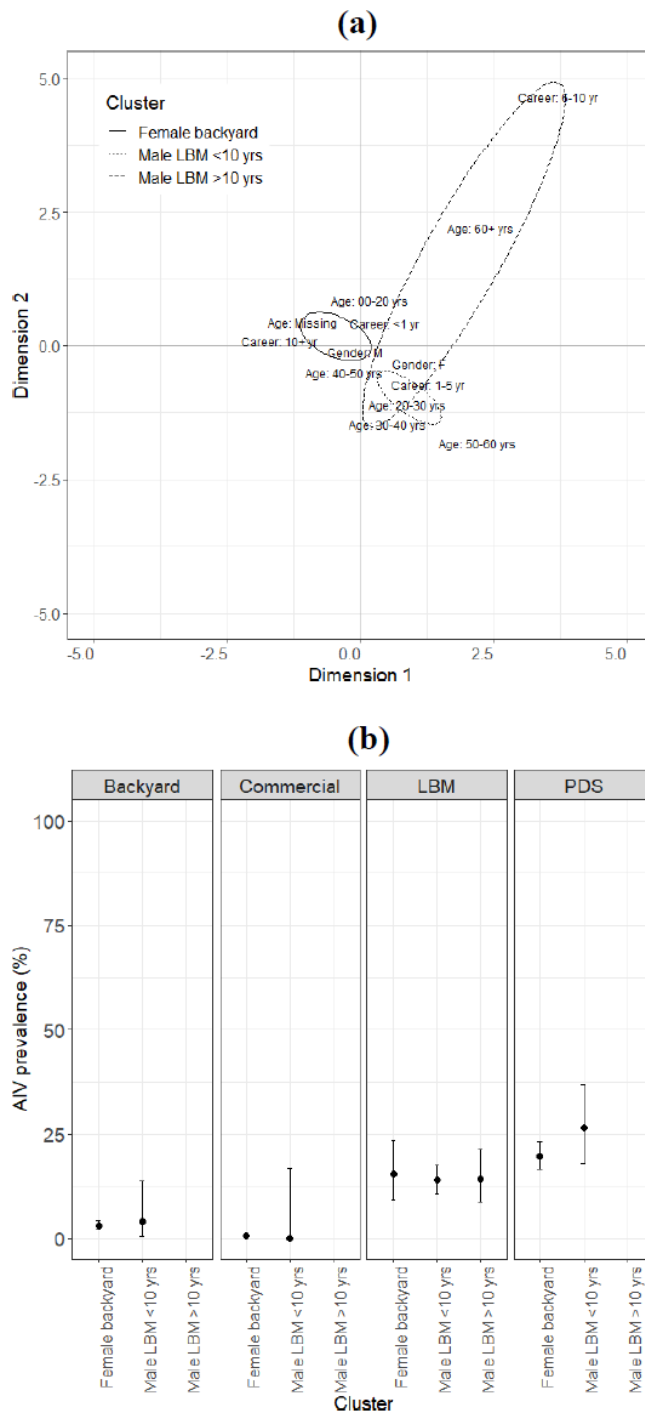 (a)
5.0
2.5
0.0
-2.5
-5.0
Dimension 2
Cluster
Female backyard
Male LBM <10 yrs
Male LBM >10 yrs
Career: 6-10 yr
Age: 60+ yrs
Age: 00-20 yrs
Age: Missing
Career: <1 yr
Career: 10+yr
Gender: M
Age: 40-50 yrs
Gender: F
Career: 1-5 yr
Age: 20-30 yrs
Age: 30-40 yrs
Age: 50-60 yrs
-5.0 -2.5 0.0 2.5 5.0
Dimension 1
(b)
Backyard Commercial LBM PDS
100
75
50
25
0
AIV prevalence (%)
Female backyard Male LBM <10 yrs Male LBM >10 yrs Female backyard Male LBM <10 yrs Male LBM >10 yrs Female backyard Male LBM <10 yrs Male LBM >10 yrs Female backyard Male LBM <10 yrs Male LBM >10 yrs
Cluster